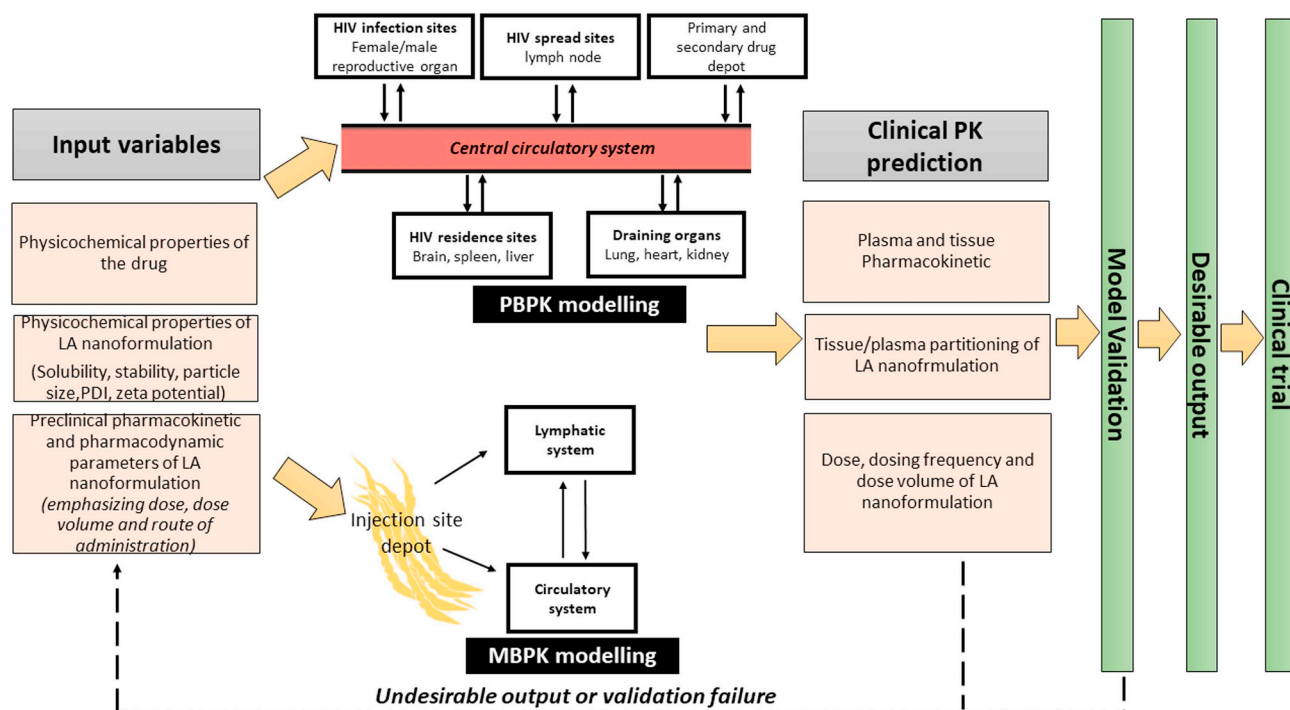 Input variables
Physicochemical properties of
the drug
Physicochemical properties of
LA nanoformulation
(Solubility, stability, particle
size,PDI, zeta potential)
Preclinical pharmacokinetic
and pharmacodynamic
parameters of LA
nanoformulation
(emphasizing dose, dose
volume and route of
administration)
HIV infection sites
Female/male
reproductive organ
HIV spread sites
lymph node
Primary and
secondary drug
depot
Central circulatory system
HIV residence sites
Brain, spleen, liver
Draining organs
Lung, heart, kidney
PBPK modelling
Lymphatic
system
Injection site
depot
Circulatory
system
MBPK modelling
Clinical PK
prediction
Plasma and tissue
Pharmacokinetic
Tissue/plasma partitioning of
LA nanofrmulation
Dose, dosing frequency and
dose volume of LA
nanoformulation
Model Validation
Desirable output
Clinical trial
Undesirable output or validation failure